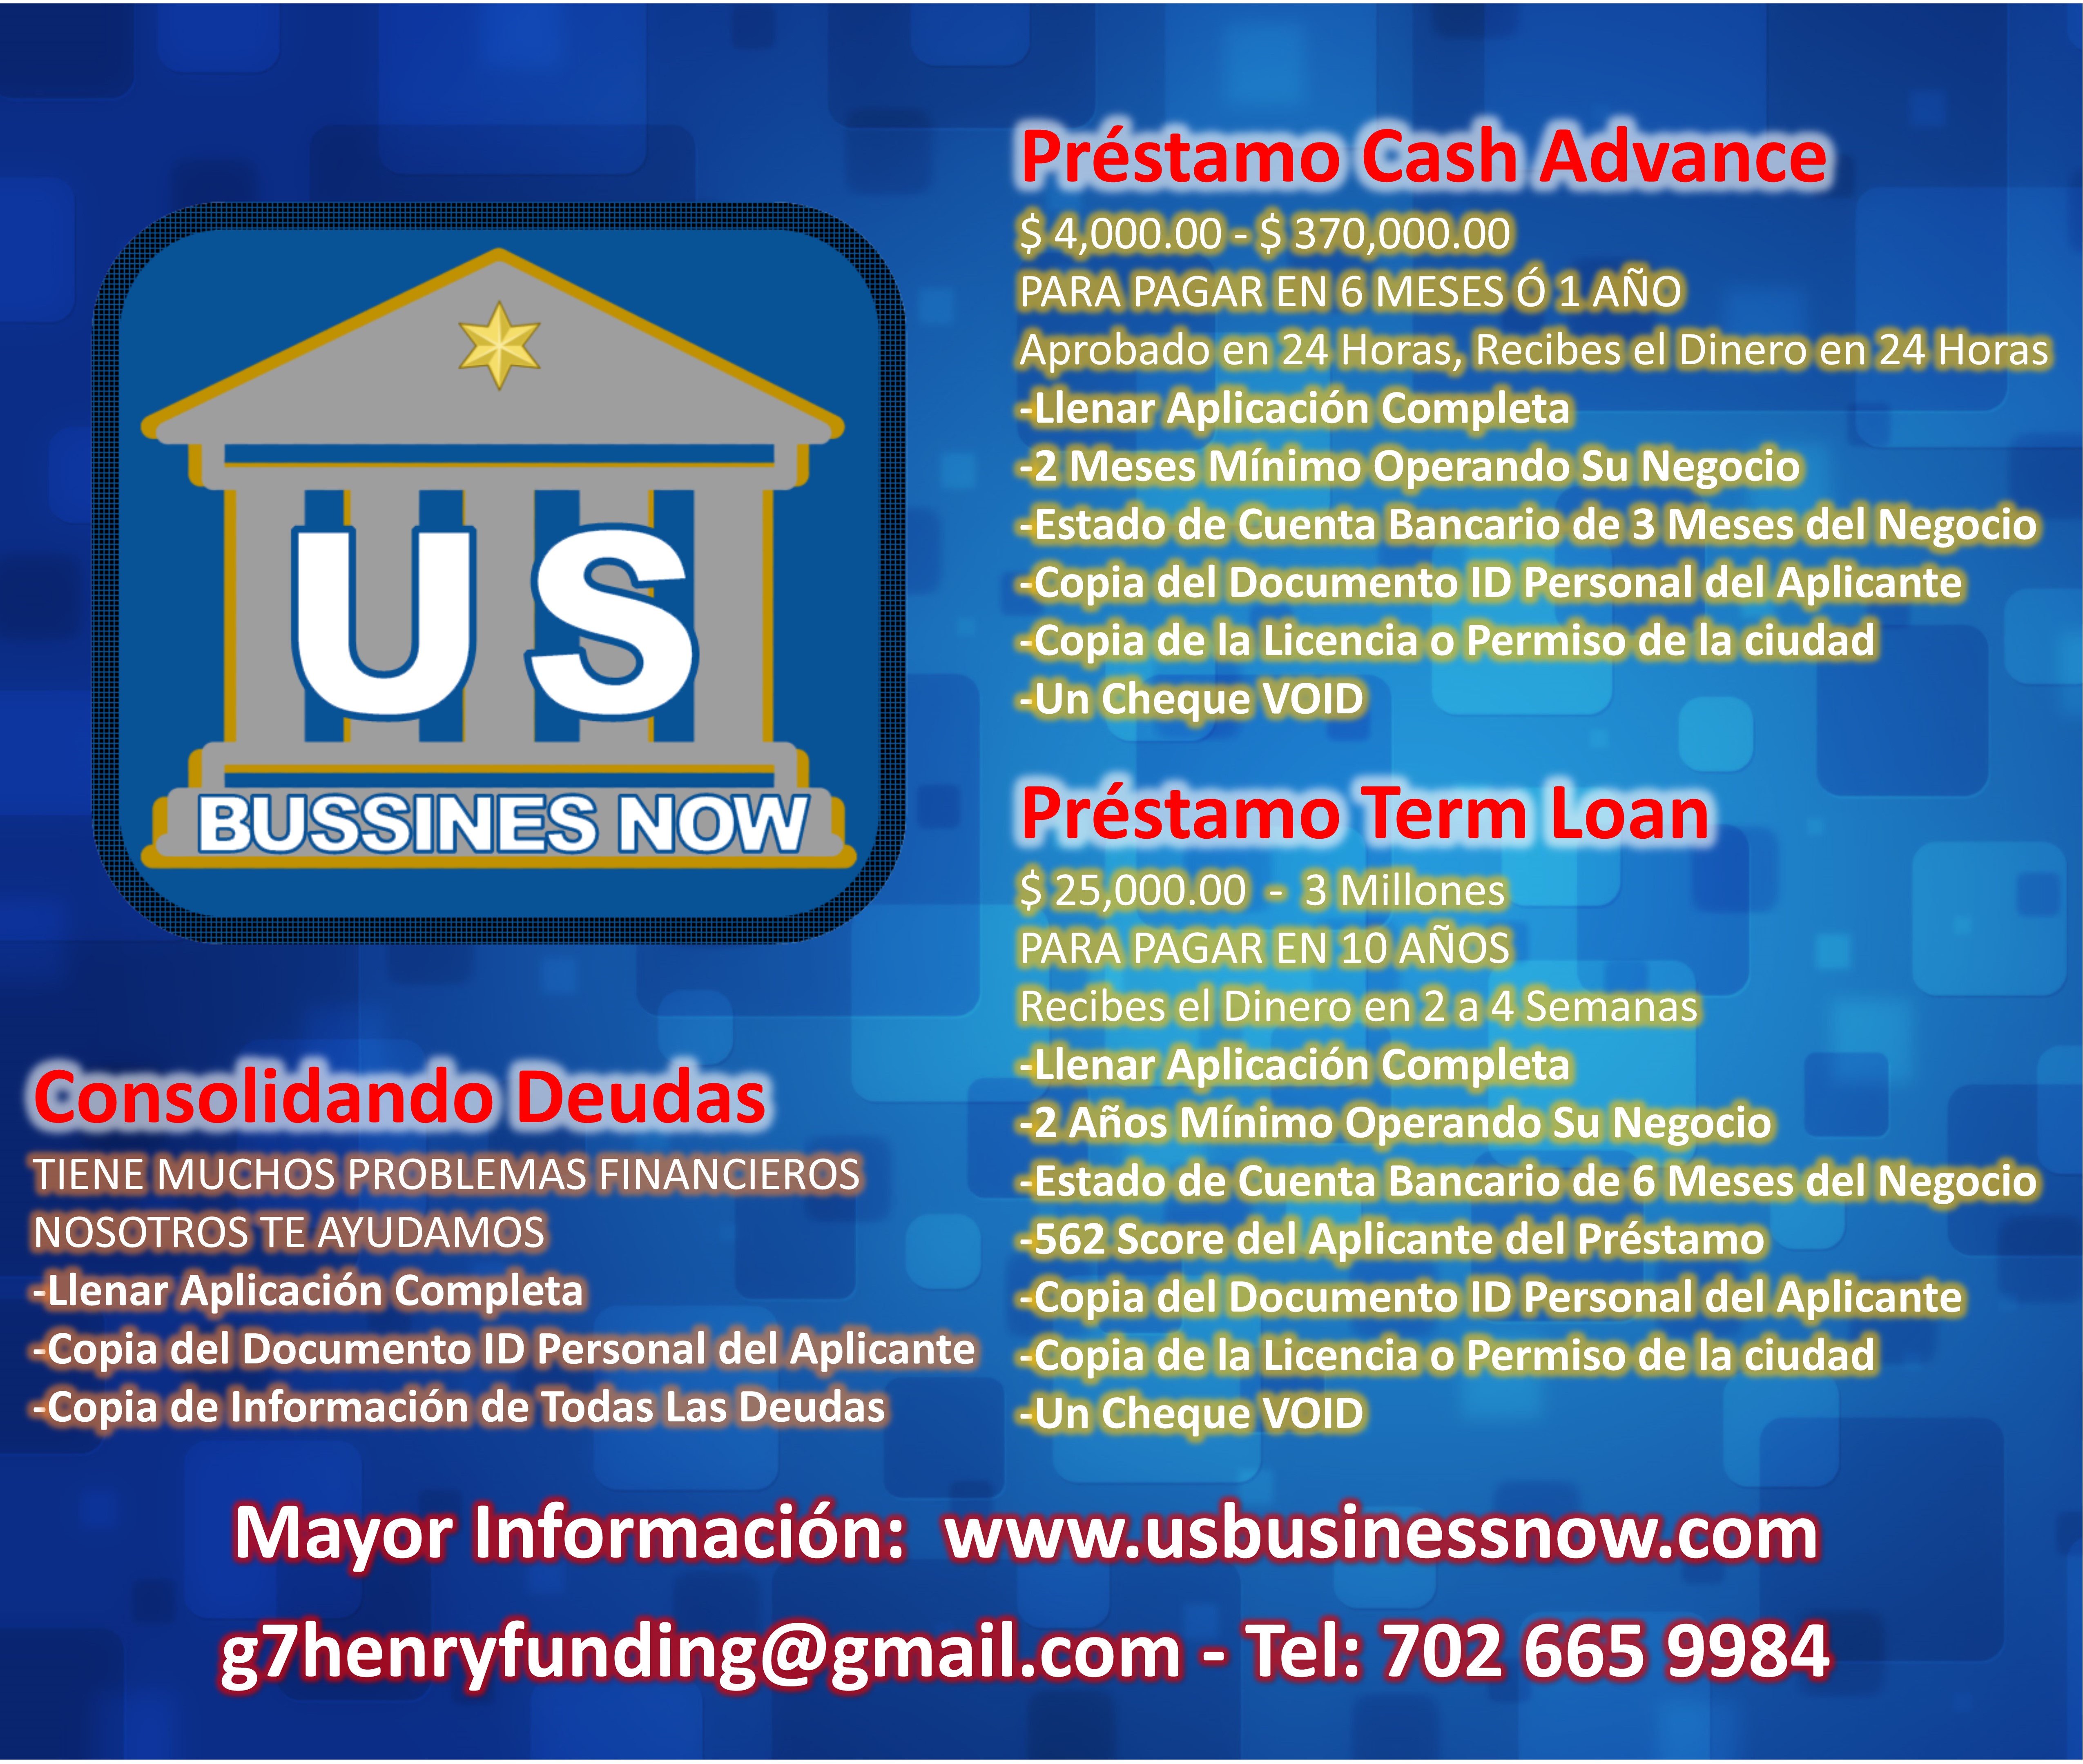 US
BUSSINES NOW
Consolidando Deudas
TIENE MUCHOS PROBLEMAS FINANCIEROS
NOSOTROS TE AYUDAMOS
-Llenar Aplicación Completa
-Copia del Documento ID Personal del Aplicante
-Copia de Información de Todas Las Deudas
Préstamo Cash Advance
$ 4,000.00 - $ 370,000.00
PARA PAGAR EN 6 MESES Ó 1 AÑO
Aprobado en 24 Horas, Recibes el Dinero en 24 Horas
-Llenar Aplicación Completa
-2 Meses Mínimo Operando Su Negocio
-Estado de Cuenta Bancario de 3 Meses del Negocio
-Copia del Documento ID Personal del Aplicante
-Copia de la Licencia o Permiso de la ciudad
-Un Cheque VOID
Préstamo Term Loan
$ 25,000.00 - 3 Millones
PARA PAGAR EN 10 AÑOS
Recibes el Dinero en 2 a 4 Semanas
-Llenar Aplicación Completa
-2 Años Mínimo Operando Su Negocio
-Estado de Cuenta Bancario de 6 Meses del Negocio
-562 Score del Aplicante del Préstamo
-Copia del Documento ID Personal del Aplicante
-Copia de la Licencia o Permiso de la ciudad
-Un Cheque VOID
Mayor Información: www.usbusinessnow.com
g7henryfunding@gmail.com - Tel: 702 665 9984